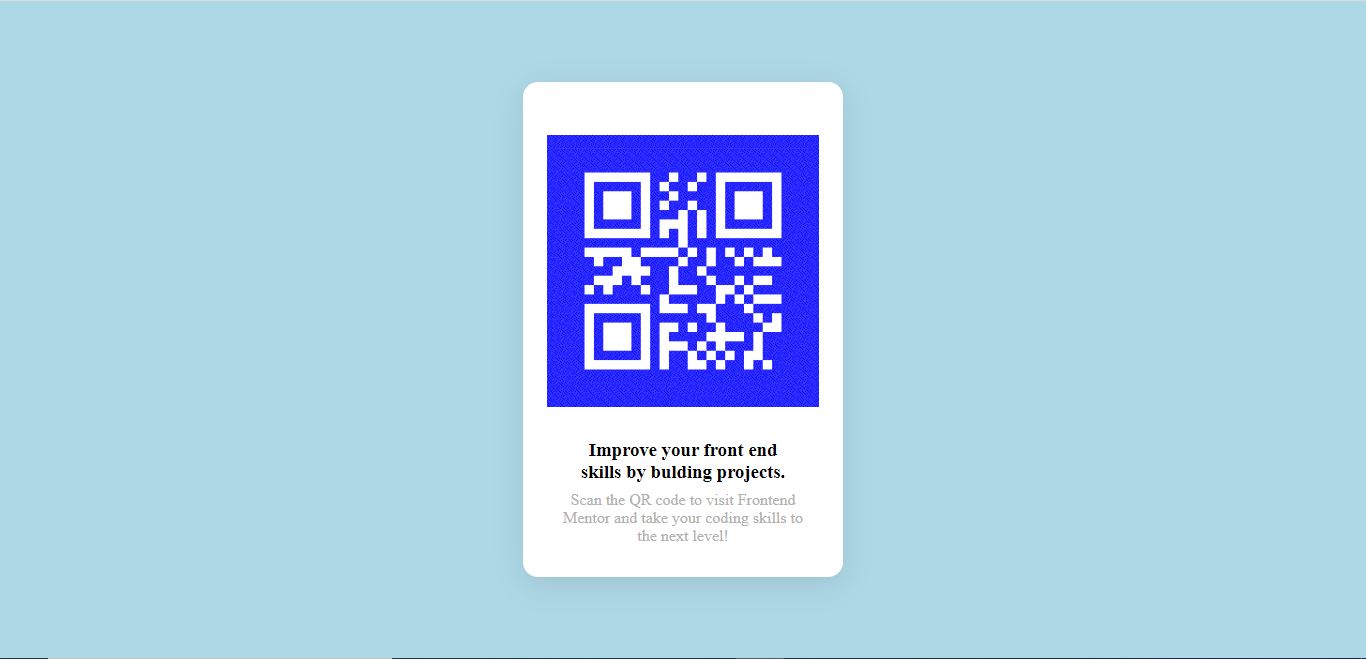 Improve your front end
skills by bulding projects.
Scan the QR code to visit Frontend
Mentor and take your coding skills to
the next level!